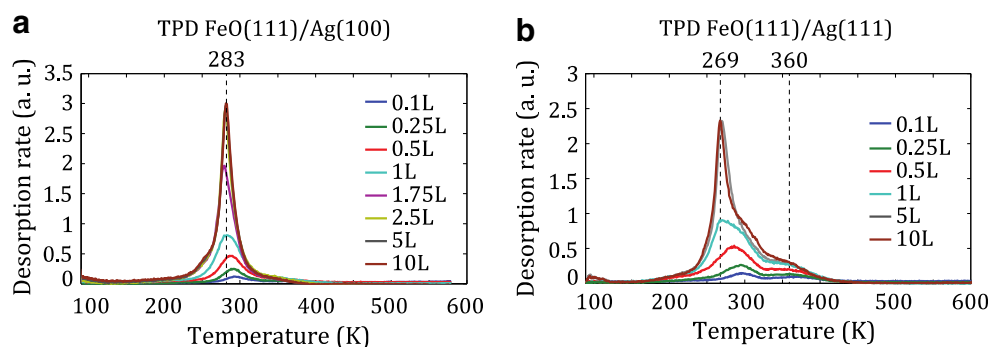 a
TPD FeO(111)/Ag(100)
283
Desorption rate (a. u.)
3.5
3
2.5
2
1.5
1
0.5
0
0.1L
0.25L
0.5L
1L
1.75L
2.5L
5L
10L
100 200 300 400 500 600
Temperature (K)
b
TPD FeO(111)/Ag(111)
269 360
Desorption rate (a. u.)
3
2.5
2
1.5
1
0.5
0
0.1L
0.25L
0.5L
1L
5L
10L
100 200 300 400 500 600
Temperature (K)